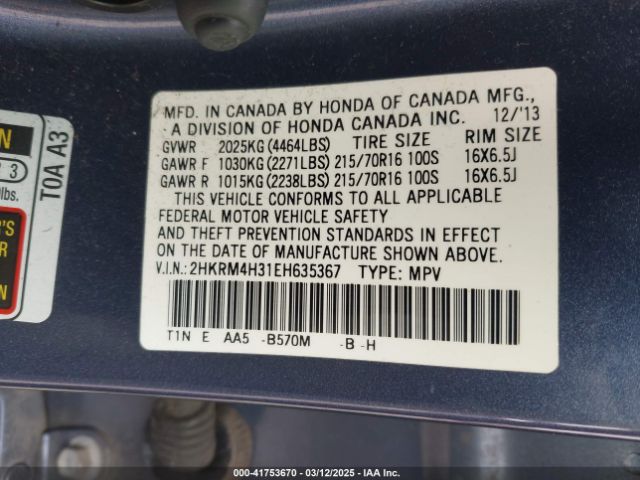 MFD. IN CANADA BY HONDA OF CANADA MFG.,
A DIVISION OF HONDA CANADA INC. 12/'13
GVWR 2025KG(4464LBS) TIRE SIZE RIM SIZE
GAWR F 1030KG(2271LBS) 215/70R16 100S 16X6.5J
GAWR R 1015KG(2238LBS) 215/70R16 100S 16X6.5J
THIS VEHICLE CONFORMS TO ALL APPLICABLE
FEDERAL MOTOR VEHICLE SAFETY
AND THEFT PREVENTION STANDARDS IN EFFECT
ON THE DATE OF MANUFACTURE SHOWN ABOVE.
V.I.N.: 2HKRM4H31EH635367 TYPE: MPV
T1N E AA5 -B570M -B -H
T0A A3
3
lbs.
000-41753670 - 03/12/2025 - IAA Inc.